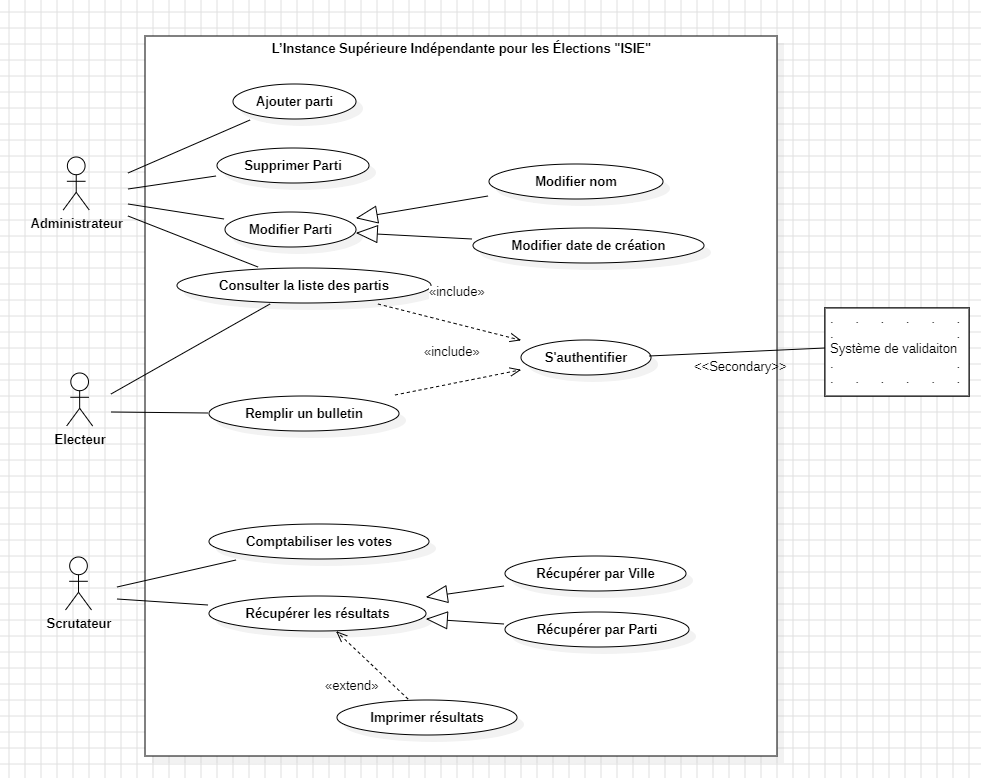 L'Instance Supérieure Indépendante pour les Élections "ISIE"
Ajouter parti
Supprimer Parti
Modifier nom
Administrateur
Modifier Parti
Modifier date de création
Consulter la liste des partis
«include»
Système de validaiton
«include»
S'authentifier
<<Secondary>>
Remplir un bulletin
Electeur
Comptabiliser les votes
Récupérer par Ville
Récupérer les résultats
Scrutateur
Récupérer par Parti
«extend»
Imprimer résultats